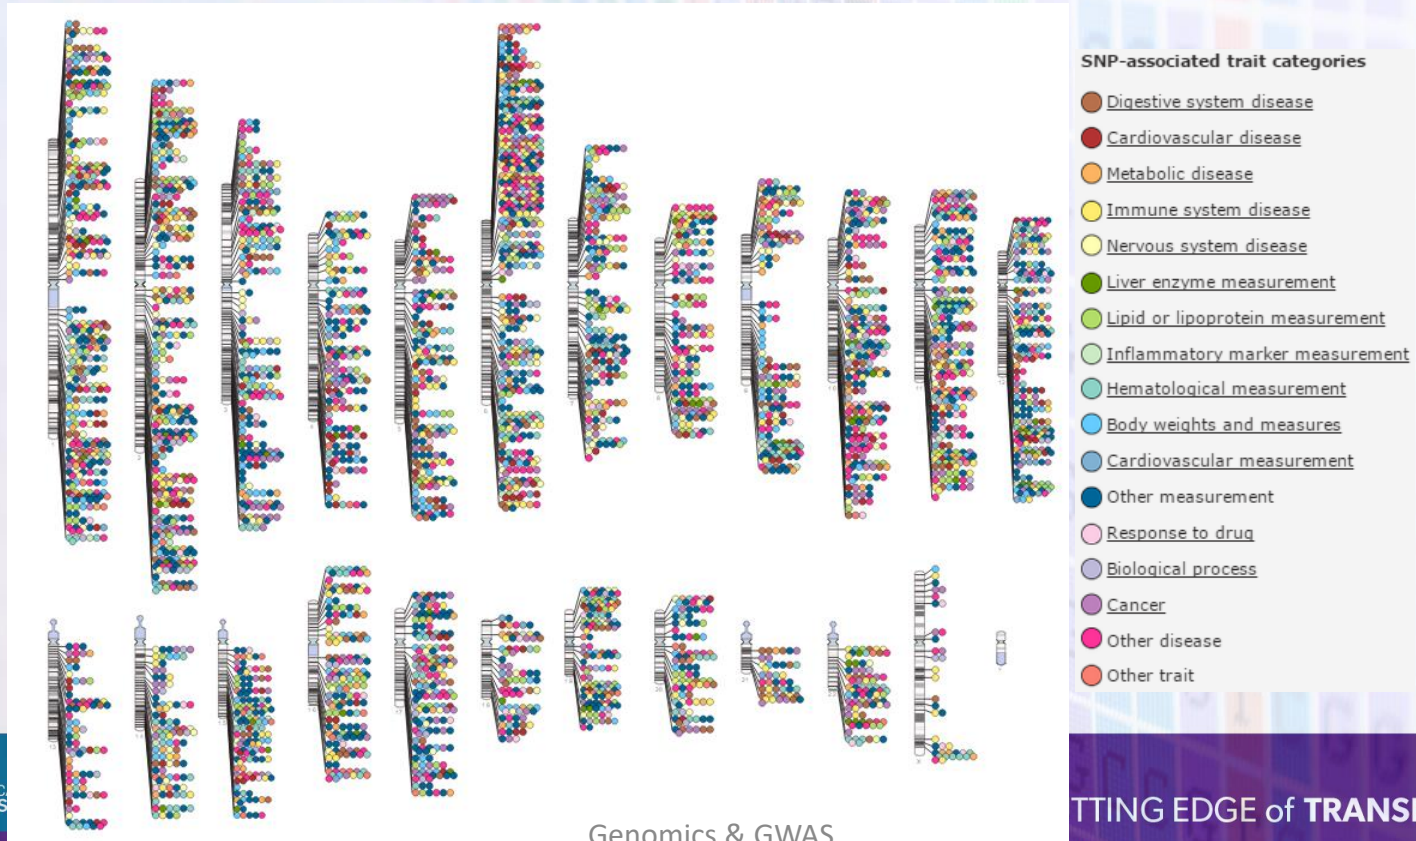 SNP-associated trait categories
Digestive system disease
Cardiovascular disease
Metabolic disease
Immune system disease
Nervous system disease
Liver enzyme measurement
Lipid or lipoprotein measurement
Inflammatory marker measurement
Hematological measurement
Body weights and measures
Cardiovascular measurement
Other measurement
Response to drug
Biological process
Cancer
Other disease
Other trait
TTING EDGE of TRANSI
Genomics & GWAS